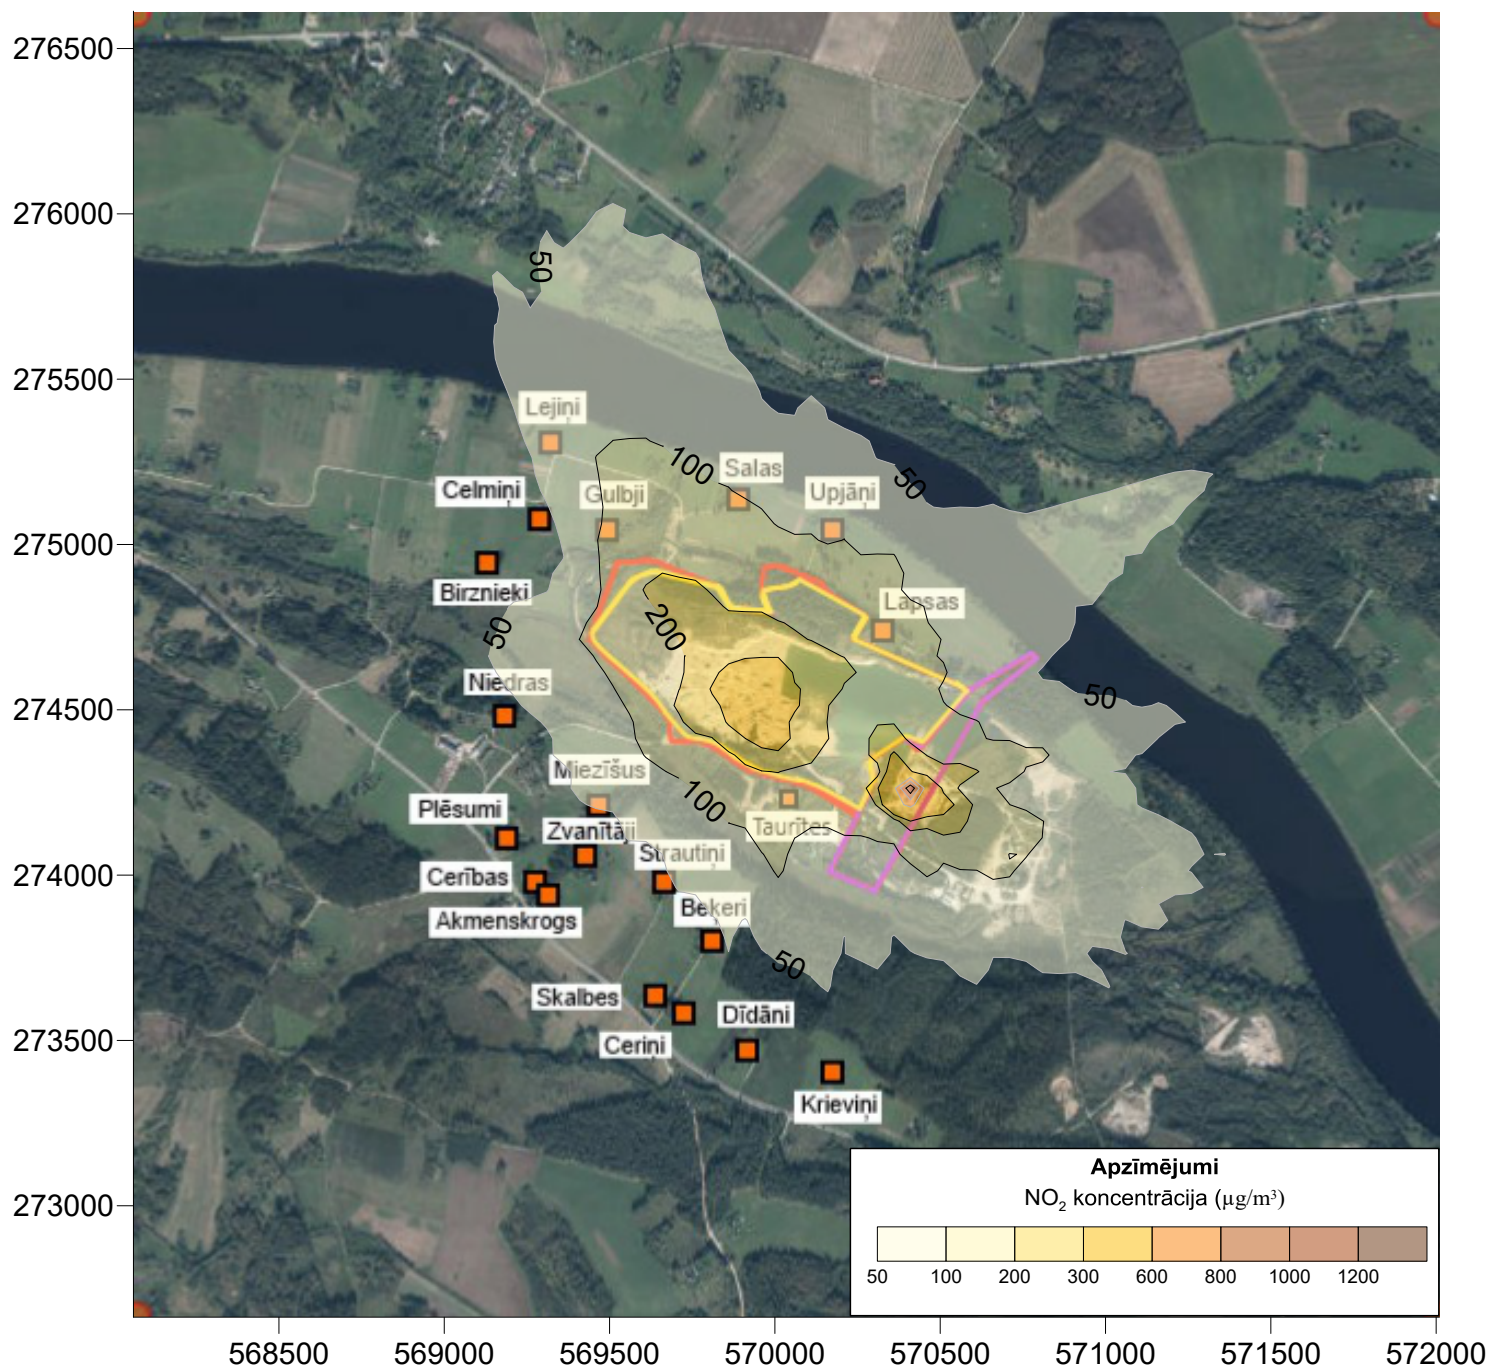 276500
276000
275500
275000
274500
274000
273500
273000
50
Lejiņi
100
Salas
Celmiņi
Gulbji
Upjāņi
50
Birznieki
Lapsas
50
200
Niedras
50
Miezīšus
Plēsumi
100
Zvanītāji
Taurītes
Strautiņi
Cerības
Akmenskrogs
Bekeri
50
Skalbes
Dīdāni
Ceriņi
Krieviņi
Apzīmējumi
NO2 koncentrācija (µg/m³)
50 100 200 300 600 800 1000 1200
568500 569000 569500 570000 570500 571000 571500 572000